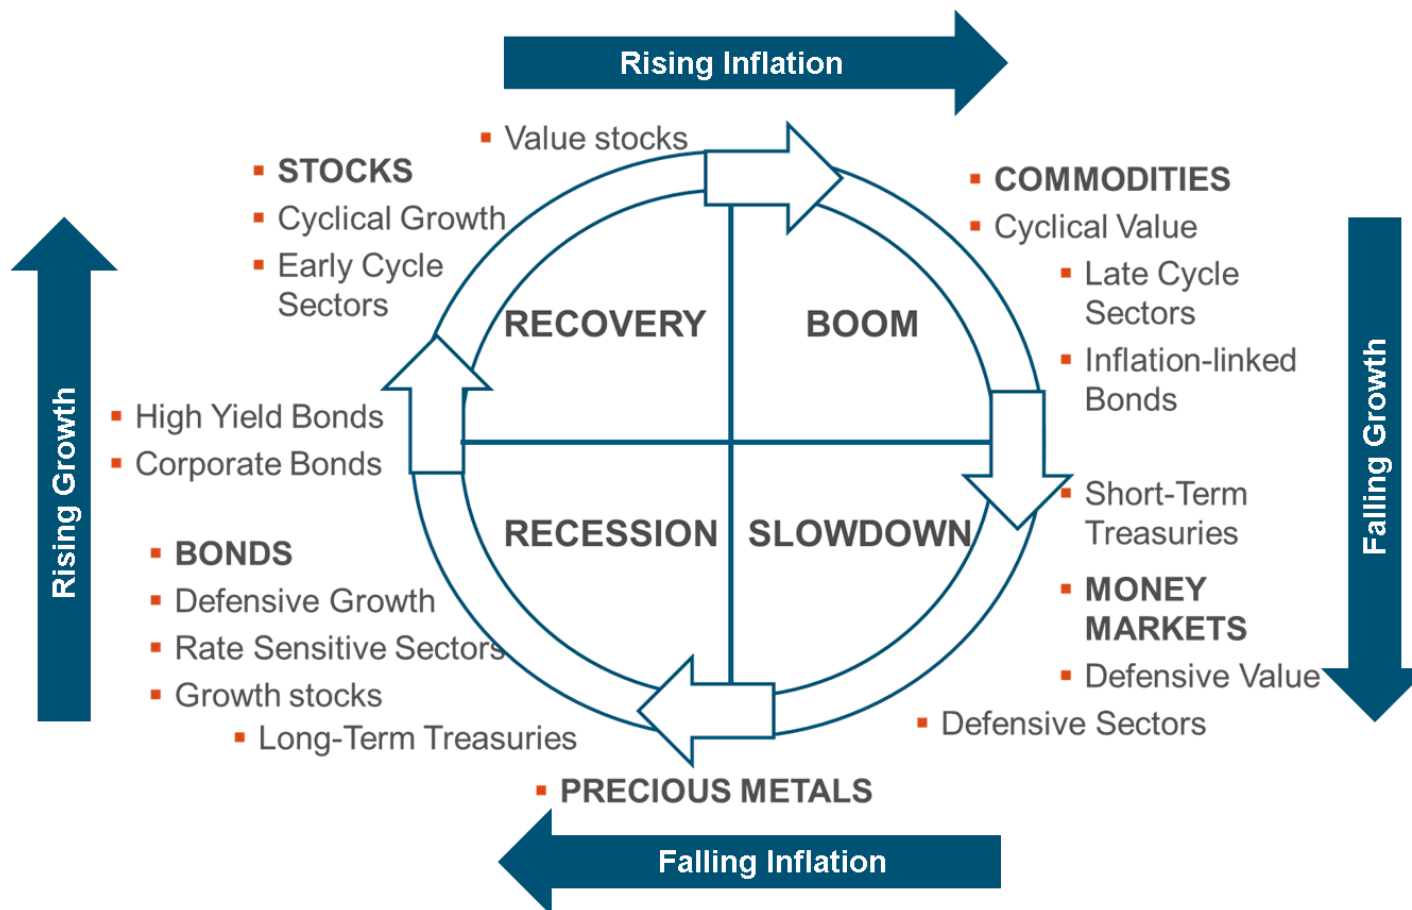 Rising Inflation
Value stocks
STOCKS
Cyclical Growth
Early Cycle
Sectors
COMMODITIES
Cyclical Value
Late Cycle
Sectors
Inflation-linked
Bonds
RECOVERY
BOOM
Rising Growth
Falling Growth
High Yield Bonds
Corporate Bonds
Short-Term
Treasuries
RECESSION
SLOWDOWN
BONDS
Defensive Growth
Rate Sensitive Sectors
Growth stocks
Long-Term Treasuries
MONEY
MARKETS
Defensive Value
Defensive Sectors
PRECIOUS METALS
Falling Inflation